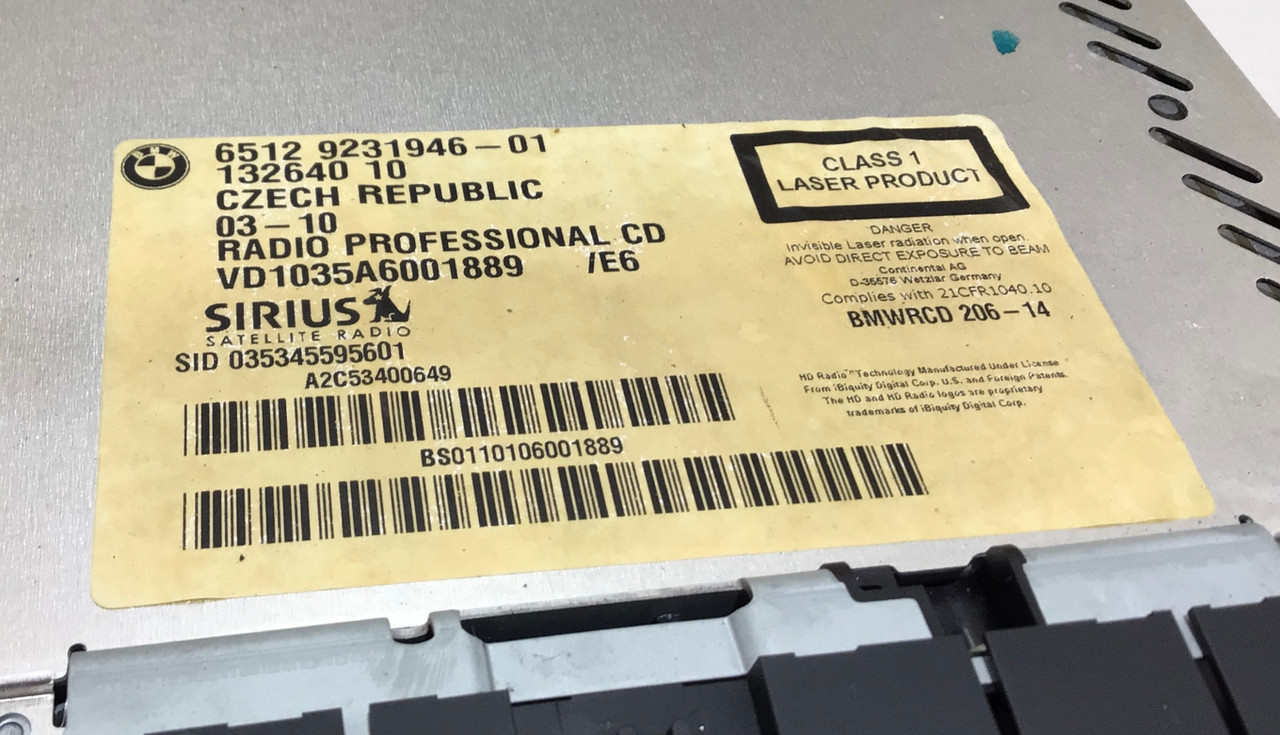 BMW
6512 9231946-01
132640 10
CZECH REPUBLIC
03-10
RADIO PROFESSIONAL CD
VD1035A6001889 /E6
SIRIUS
SATELLITE RADIO
SID 035345595601
A2C53400649
BS0110106001889
CLASS 1
LASER PRODUCT
DANGER
Invisible Laser radiation when open.
AVOID DIRECT EXPOSURE TO BEAM
Continental AG
D-35576 Wetzlar Germany
Complies with 21CFR1040.10
BMWRCD 206-14
HD Radio™ Technology Manufactured Under License
From iBiquity Digital Corp. U.S. and Foreign Patents.
The HD and HD Radio logos are proprietary
trademarks of iBiquity Digital Corp.